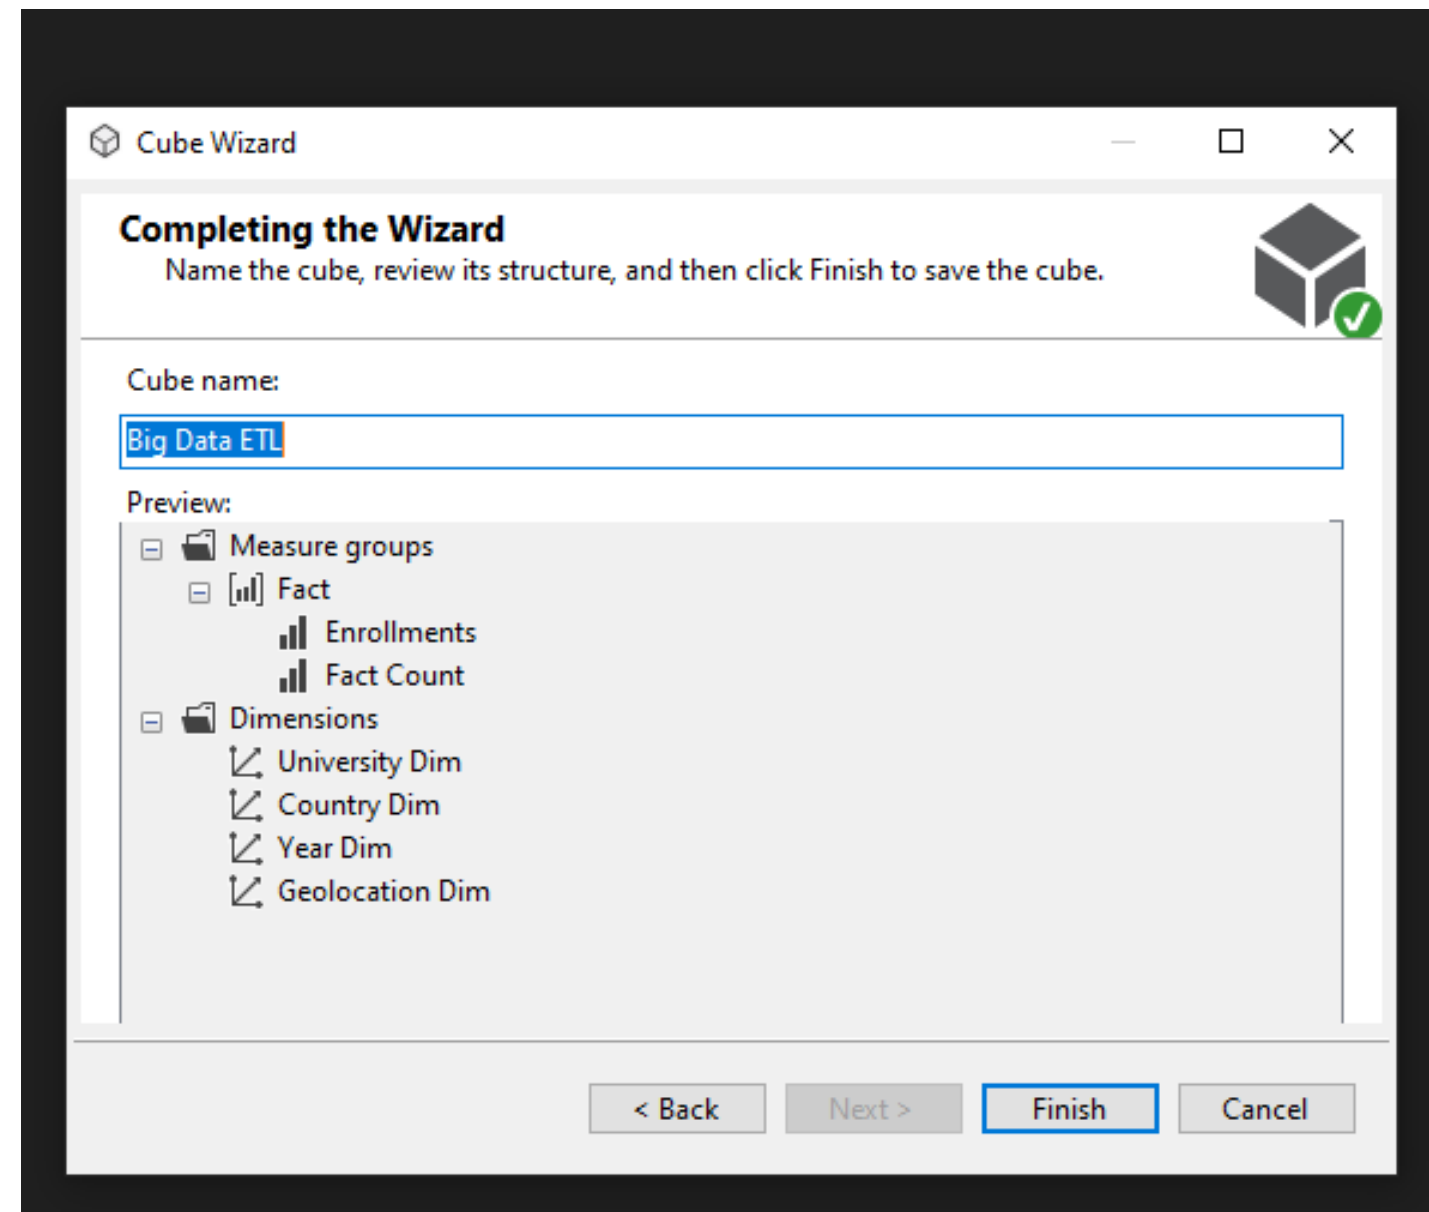 Cube Wizard
Completing the Wizard
Name the cube, review its structure, and then click Finish to save the cube.
Cube name:
Big Data ETL
Preview:
Measure groups
Fact
Enrollments
Fact Count
Dimensions
University Dim
Country Dim
Year Dim
Geolocation Dim
< Back Next > Finish Cancel